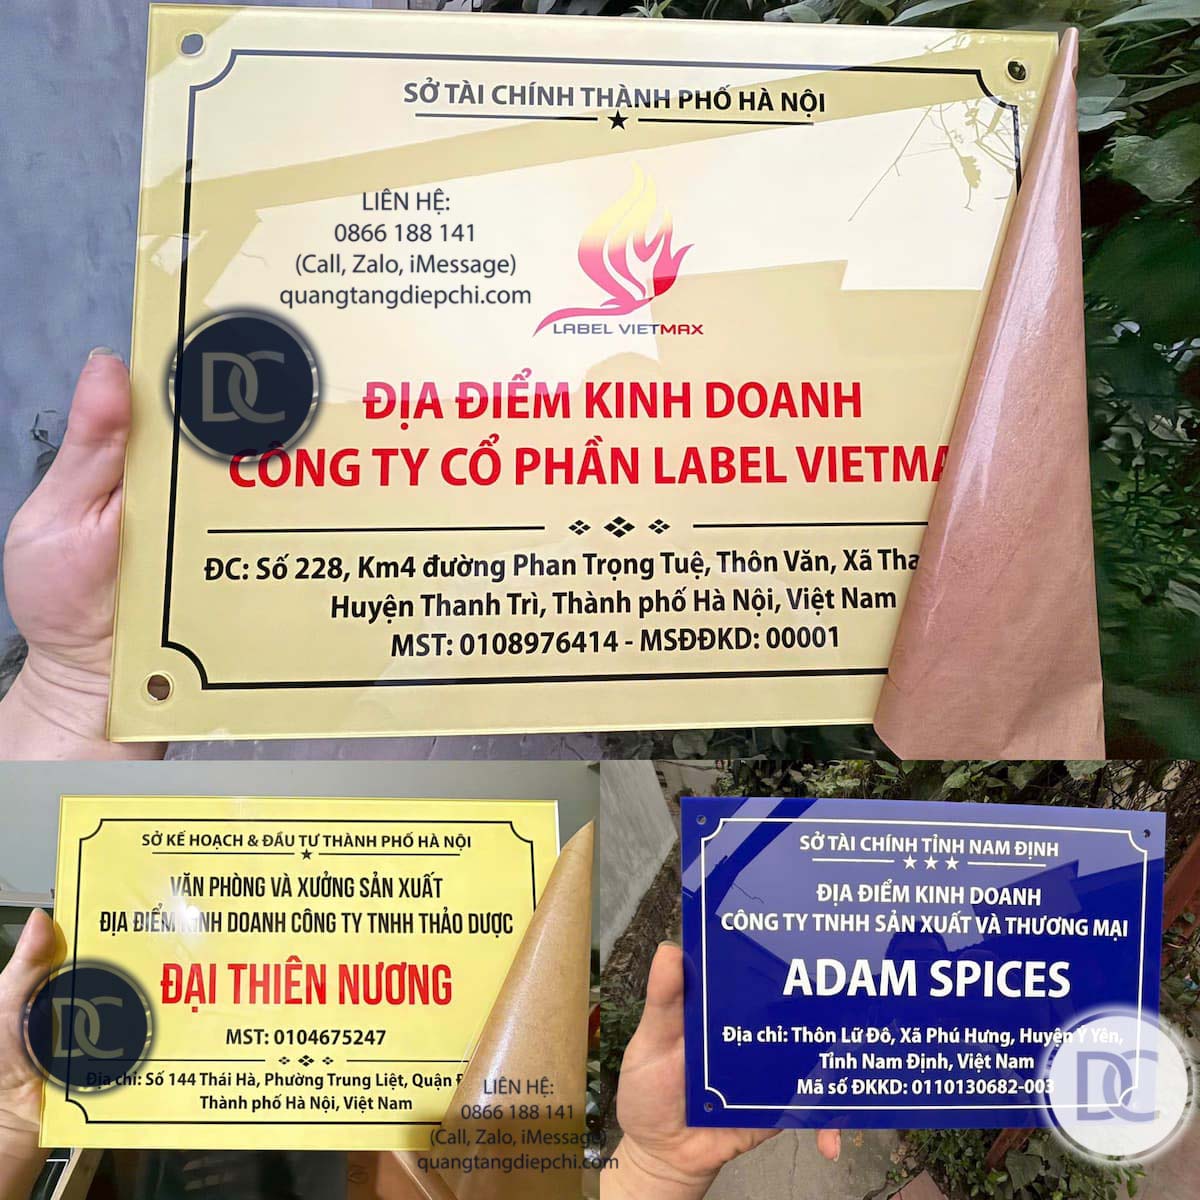 SỞ TÀI CHÍNH THÀNH PHỐ HÀ NỘI
LIÊN HỆ:
0866 188 141
(Call, Zalo, iMessage)
quangtangdiepchi.com
LABEL VIETMAX
DC
ĐỊA ĐIỂM KINH DOANH
CÔNG TY CỔ PHẦN LABEL VIETMA
ĐC: Số 228, Km4 đường Phan Trọng Tuệ, Thôn Văn, Xã Tha
Huyện Thanh Trì, Thành phố Hà Nội, Việt Nam
MST: 0108976414 - MSĐĐKD: 00001
SỞ KẾ HOẠCH & ĐẦU TƯ THÀNH PHỐ HÀ NỘI
VĂN PHÒNG VÀ XƯỞNG SẢN XUẤT
ĐỊA ĐIỂM KINH DOANH CÔNG TY TNHH THẢO DƯỢC
ĐẠI THIÊN NƯƠNG
DC
MST: 0104675247
Địa chỉ: Số 144 Thái Hà, Phường Trung Liệt, Quận Đ
Thành phố Hà Nội, Việt Nam
LIÊN HỆ:
0866 188 141
(Call, Zalo, iMessage)
quangtangdiepchi.com
SỞ TÀI CHÍNH TỈNH NAM ĐỊNH
ĐỊA ĐIỂM KINH DOANH
CÔNG TY TNHH SẢN XUẤT VÀ THƯƠNG MẠI
ADAM SPICES
Địa chỉ: Thôn Lữ Đô, Xã Phú Hưng, Huyện Ý Yên,
Tỉnh Nam Định, Việt Nam
Mã số ĐKKD: 0110130682-003
DC